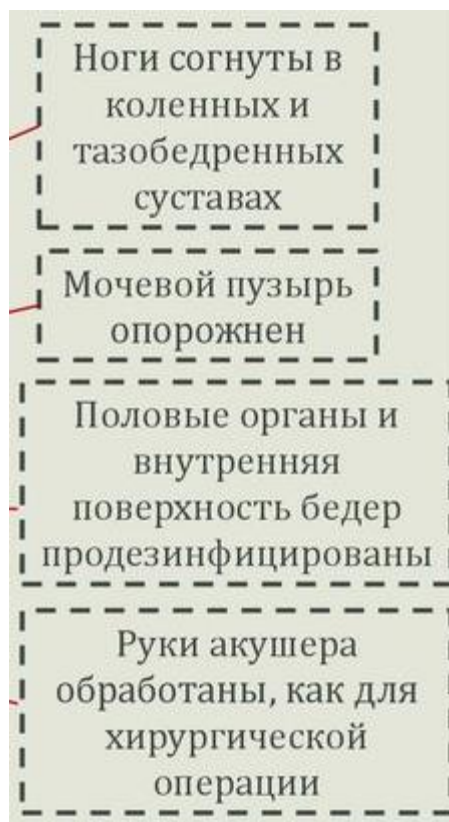 Ноги согнуты в
коленных и
тазобедренных
суставах
Мочевой пузырь
опорожнен
Половые органы и
внутренняя
поверхность бедер
продезинфицированы
Руки акушера
обработаны, как для
хирургической
операции